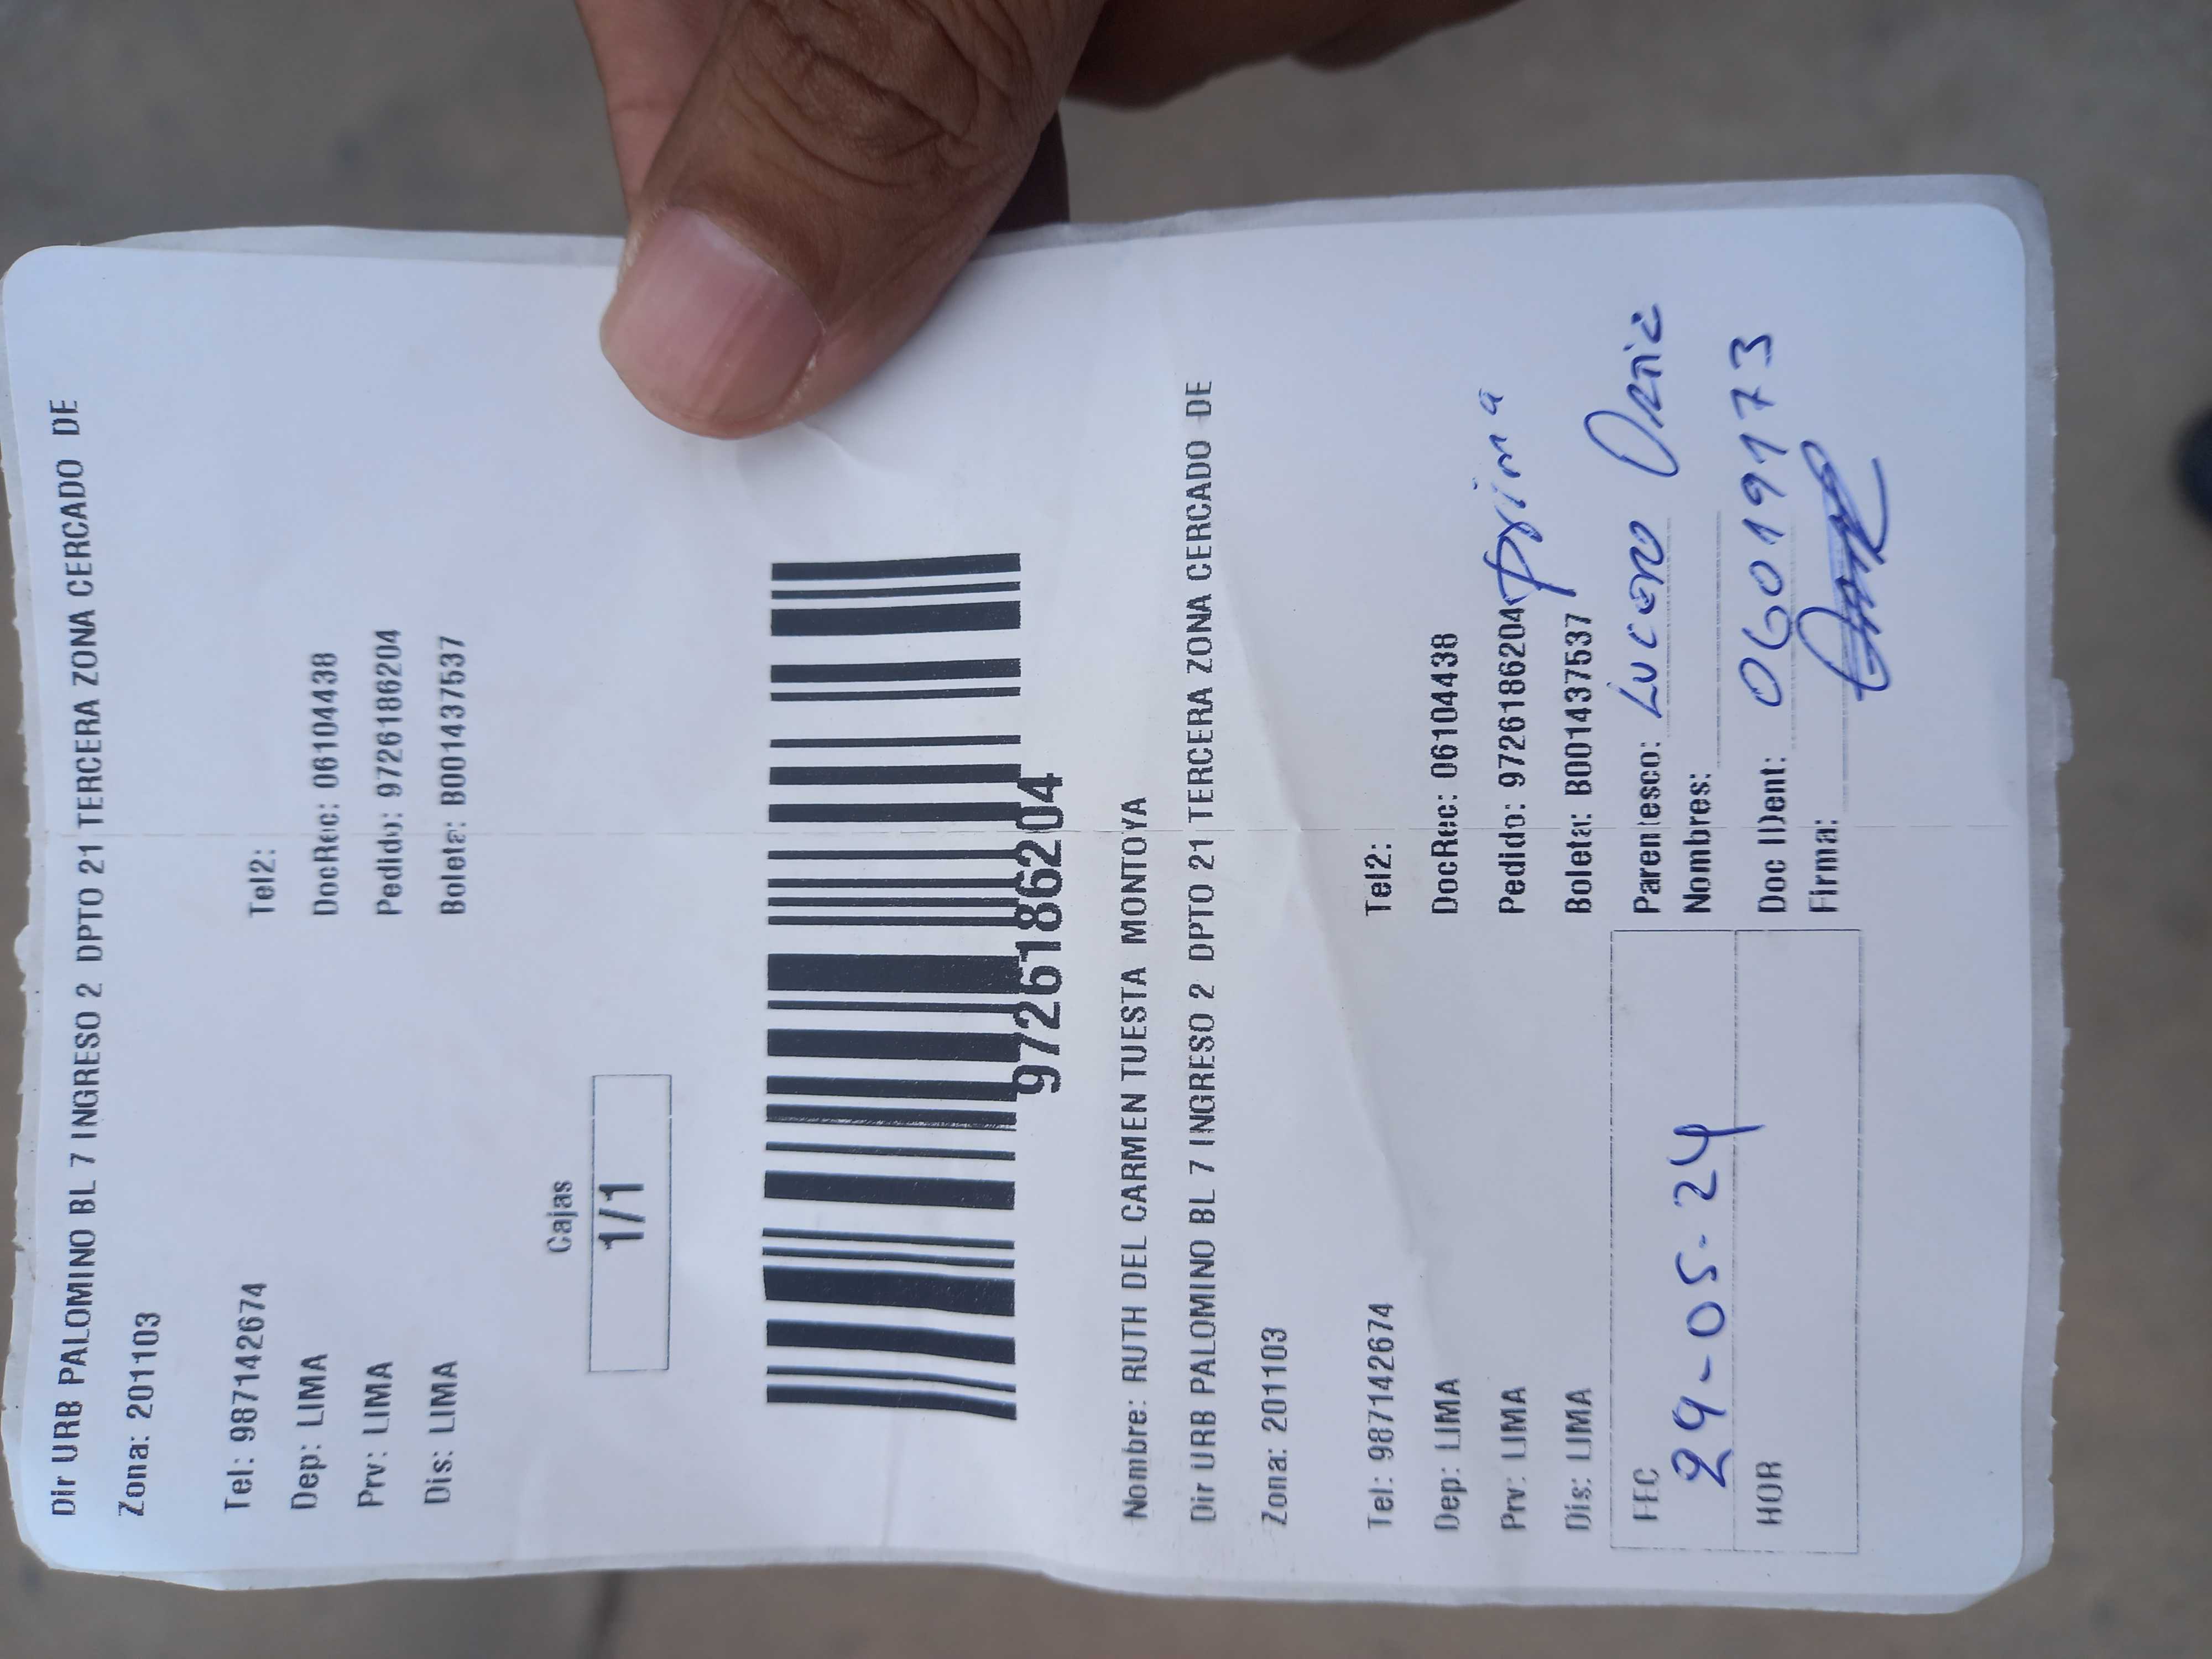 Dir URB PALOMINO BL 7 INGRESO 2 DPTO 21 TERCERA ZONA CERCADO DE
Zona: 201103
Tel: 987142674 Tel2:
Dep: LIMA DocRec: 06104438
Prv: LIMA Pedido: 972618186204
Dis: LIMA Boleta: B001437537
Cajas
1/1
9726186204
Nombre: RUTH DEL CARMEN TUESTA MONTOYA
Dir URB PALOMINO BL 7 INGRESO 2 DPTO 21 TERCERA ZONA CERCADO DE
Zona: 201103
Tel: 987142674 Tel2:
Dep: LIMA DocRec: 06104438
Prv: LIMA Pedido: 9726186204 Prima
Dis: LIMA Boleta: B001437537
FEC Parentesco: Lucero Ortiz
29-05-24 Nombres:
HOR Doc IDent: 06019173
Firma: